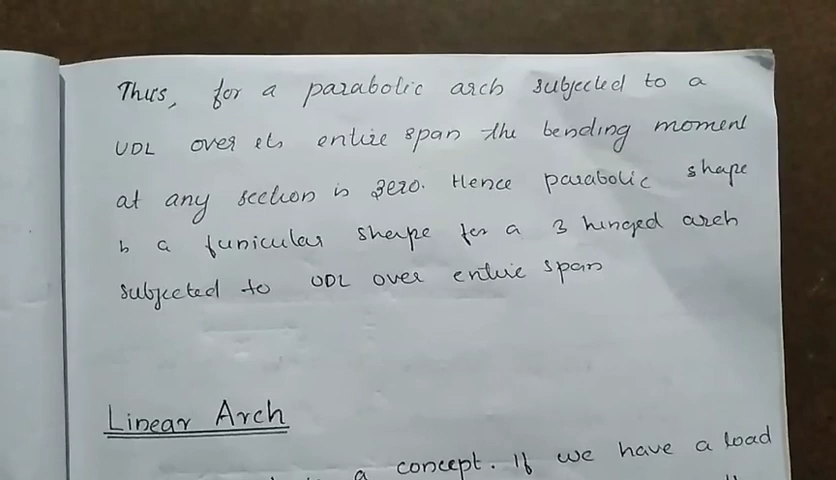 Thus, for a parabolic arch subjected to a
UDL over its entire span the bending moment
at any section is zero. Hence parabolic shape
is a funicular shape for a 3 hinged arch
subjected to UDL over entire span
Linear Arch
a concept. If we have a load